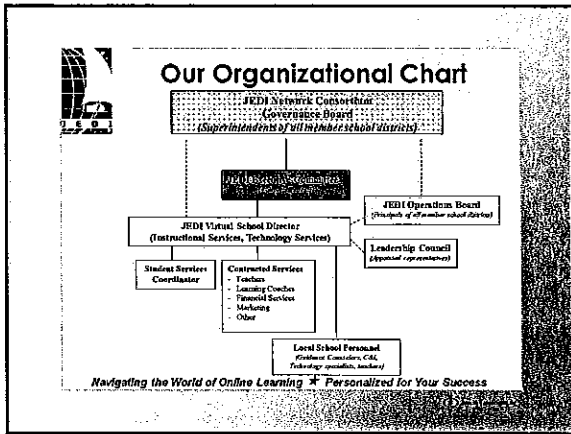 JEDI
Our Organizational Chart
JEDI Network Consortium
Governance Board
(Superintendents of all member school districts)
JEDI Virtual School Director
(Instructional Services, Technology Services)
JEDI Operations Board
(Principals of all member school districts)
Leadership Council
(Appointed representatives)
Student Services
Coordinator
Contracted Services
- Teachers
- Learning Coaches
- Financial Services
- Marketing
- Other
Local School Personnel
(Guidance Counselors, C&I,
Technology specialists, teachers)
Navigating the World of Online Learning ★ Personalized for Your Success